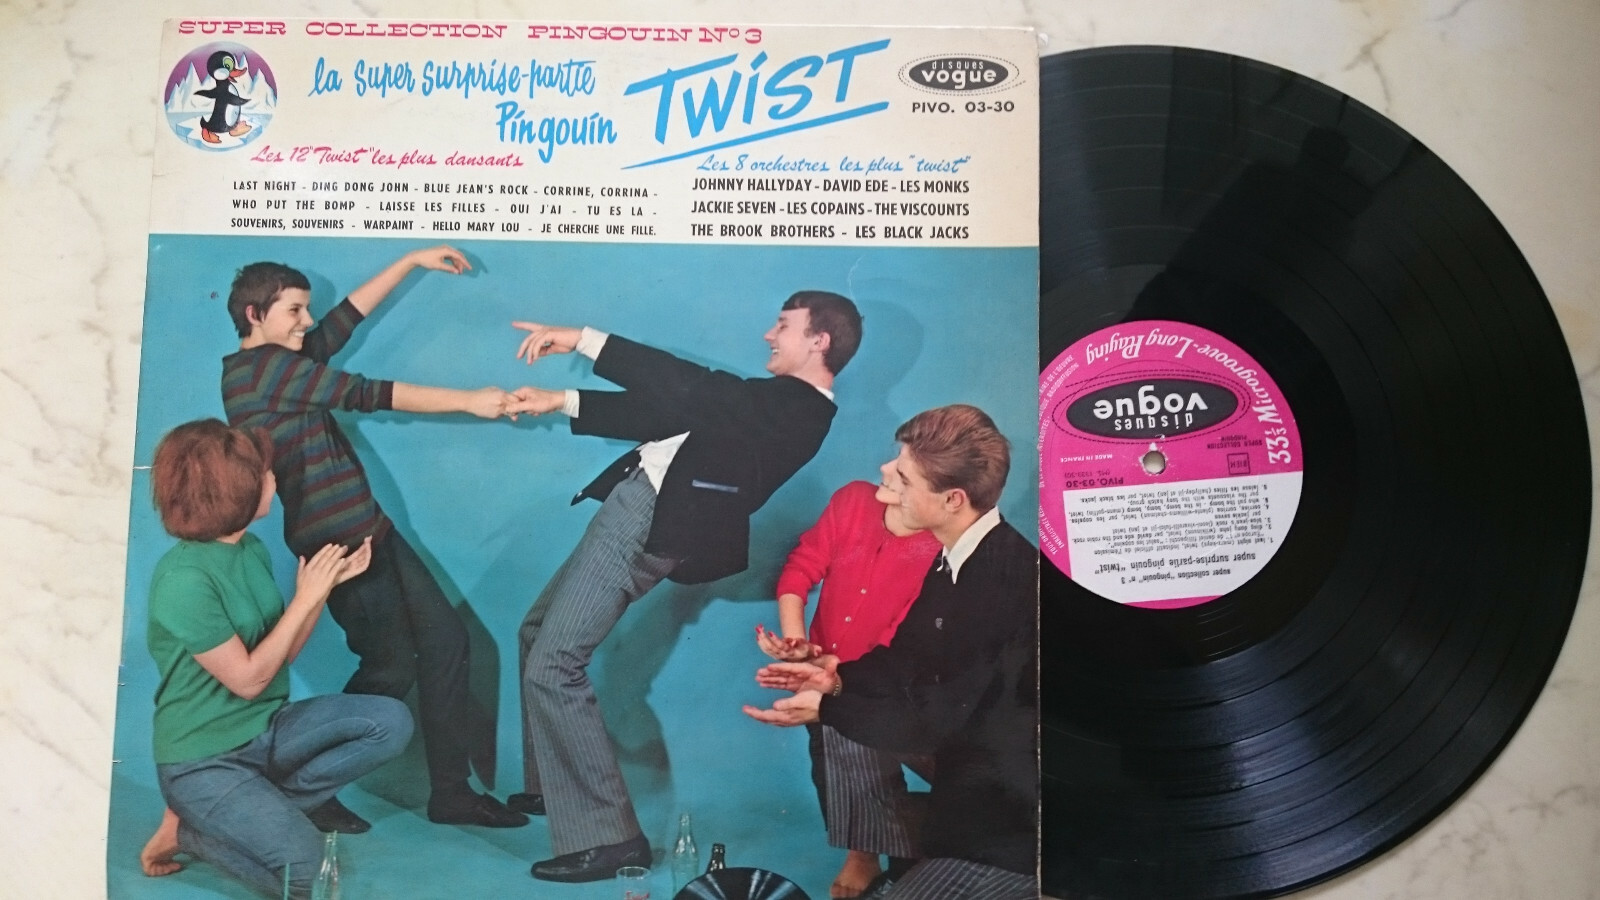 SUPER COLLECTION PINGOUIN Nº 3
la super surprise-partie
Pingouin TWIST
disques
vogue
PIVO. 03-30
Les 12 "Twist" les plus dansants
LAST NIGHT - DING DONG JOHN - BLUE JEAN'S ROCK - CORRINE, CORRINA -
WHO PUT THE BOMP - LAISSE LES FILLES - OUI J'AI - TU ES LA -
SOUVENIRS, SOUVENIRS - WARPAINT - HELLO MARY LOU - JE CHERCHE UNE FILLE.
Les 8 orchestres les plus "twist"
JOHNNY HALLYDAY - DAVID EDE - LES MONKS
JACKIE SEVEN - LES COPAINS - THE VISCOUNTS
THE BROOK BROTHERS - LES BLACK JACKS
33⅓ Microgroove-Long Playing
disques
vogue
SUPER COLLECTION
PINGOUIN
MADE IN FRANCE
BIEM
PIVO.03-30
super collection "pingouin" n° 3
super surprise-partie pingouin "twist"